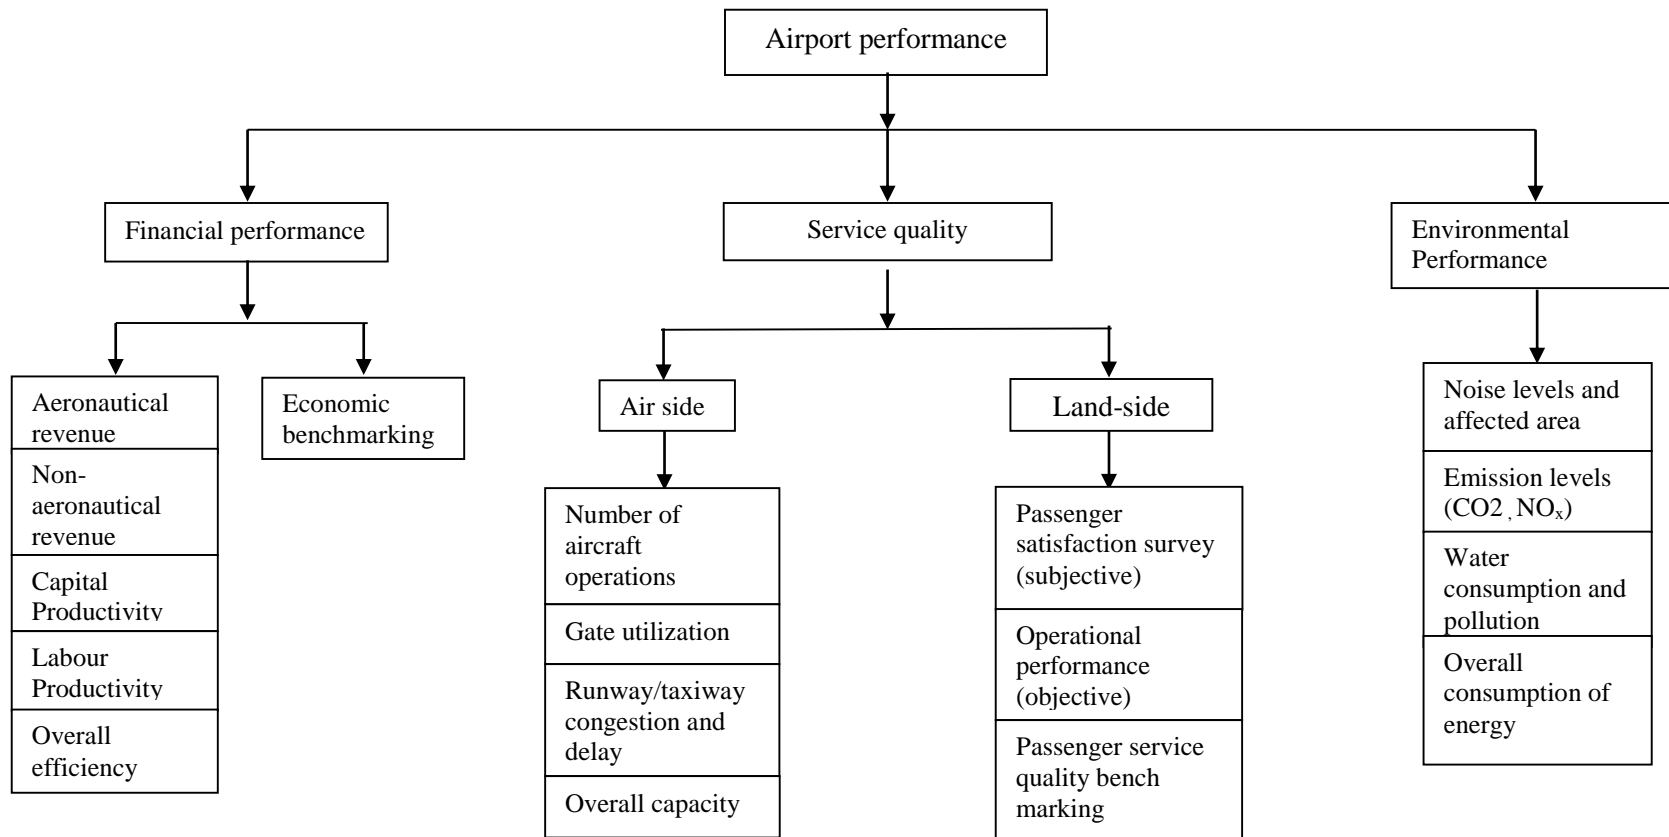 Airport performance
Financial performance
Service quality
Environmental
Performance
Aeronautical
revenue
Non-
aeronautical
revenue
Capital
Productivity
Labour
Productivity
Overall
efficiency
Economic
benchmarking
Air side
Number of
aircraft
operations
Gate utilization
Runway/taxiway
congestion and
delay
Overall capacity
Land-side
Passenger
satisfaction survey
(subjective)
Operational
performance
(objective)
Passenger service
quality bench
marking
Noise levels and
affected area
Emission levels
(CO2 , NOx)
Water
consumption and
pollution
Overall
consumption of
energy